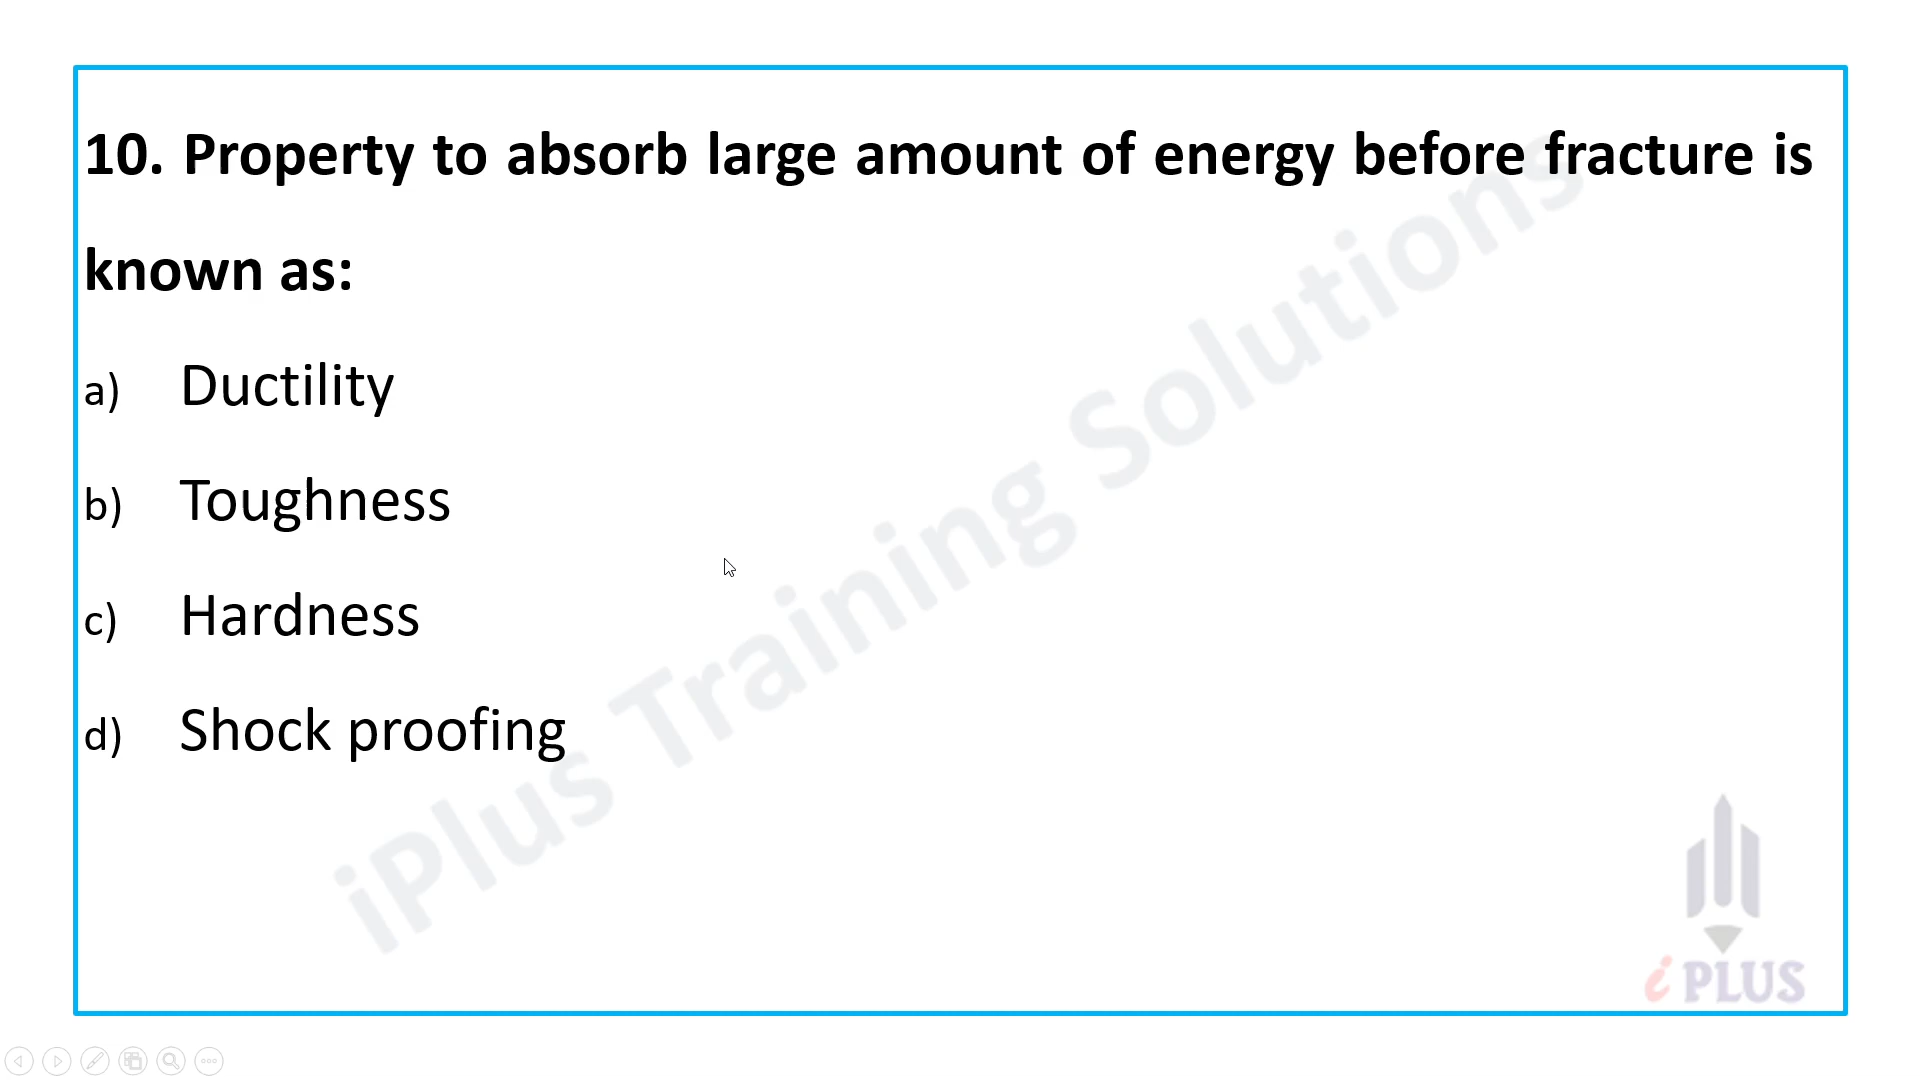 10. Property to absorb large amount of energy before fracture is
known as:
a) Ductility
b) Toughness
c) Hardness
d) Shock proofing
iPlus Training Solutions
i PLUS